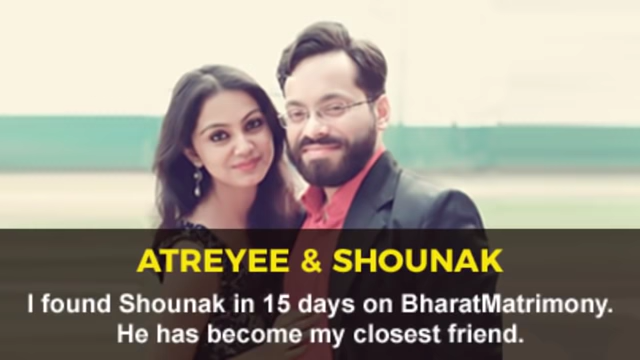 ATREYEE & SHOUNAK
I found Shounak in 15 days on BharatMatrimony.
He has become my closest friend.